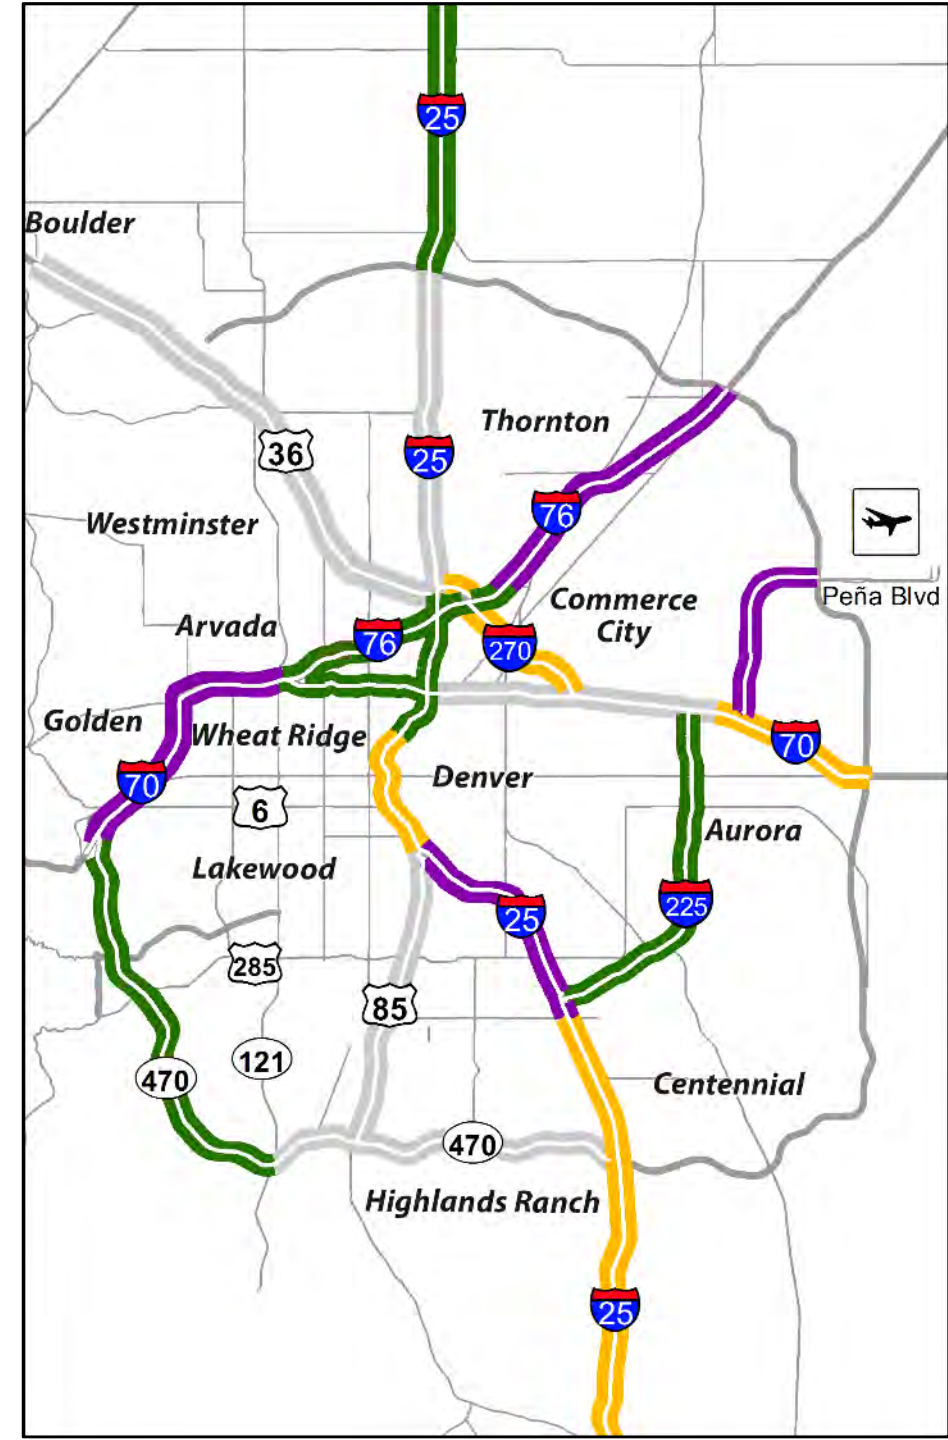 25
Boulder
Thornton
36
25
76
Westminster
Commerce
City
Peña Blvd
Arvada
76
270
Golden
Wheat Ridge
70
70
Denver
6
Aurora
Lakewood
225
25
285
85
121
470
Centennial
470
Highlands Ranch
25